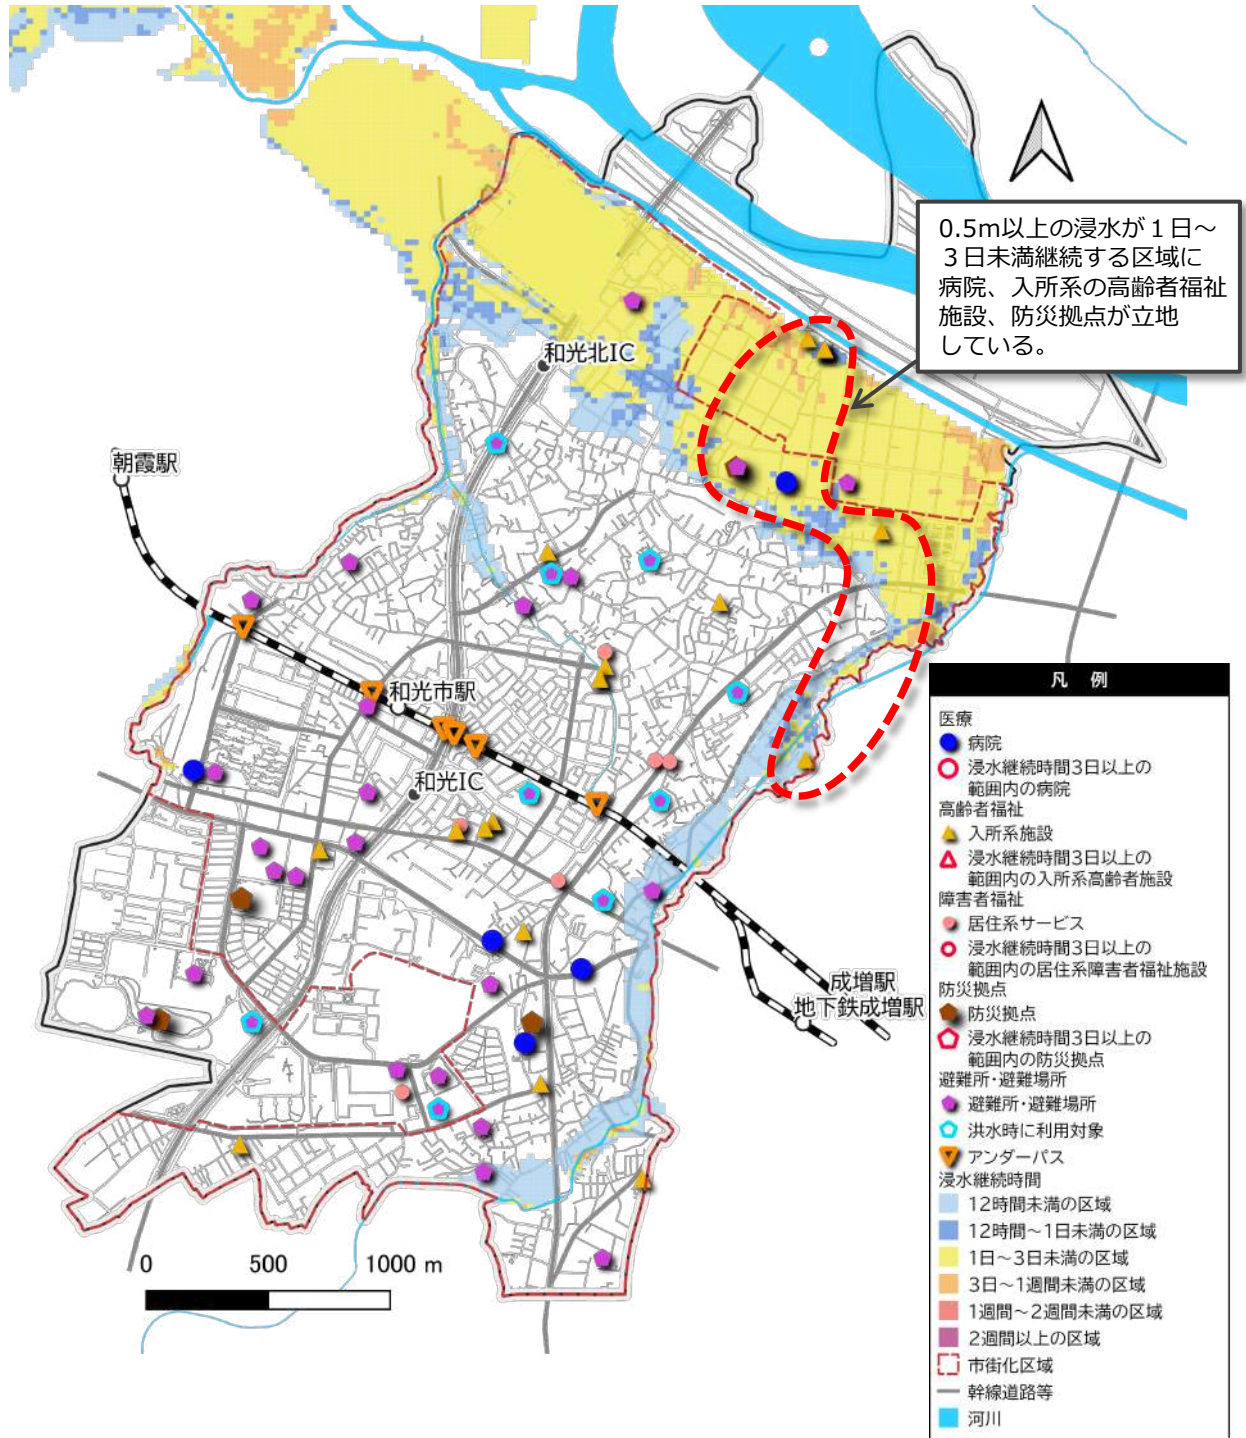 0.5m以上の浸水が１日～
３日未満継続する区域に
病院、入所系の高齢者福祉
施設、防災拠点が立地
している。
和光北IC
朝霞駅
和光市駅
和光IC
成増駅
地下鉄成増駅
0 500 1000 m
凡 例
医療
病院
浸水継続時間3日以上の
範囲内の病院
高齢者福祉
入所系施設
浸水継続時間3日以上の
範囲内の入所系高齢者施設
障害者福祉
居住系サービス
浸水継続時間3日以上の
範囲内の居住系障害者福祉施設
防災拠点
防災拠点
浸水継続時間3日以上の
範囲内の防災拠点
避難所・避難場所
避難所・避難場所
洪水時に利用対象
アンダーパス
浸水継続時間
12時間未満の区域
12時間～1日未満の区域
1日～3日未満の区域
3日～1週間未満の区域
1週間～2週間未満の区域
2週間以上の区域
市街化区域
幹線道路等
河川